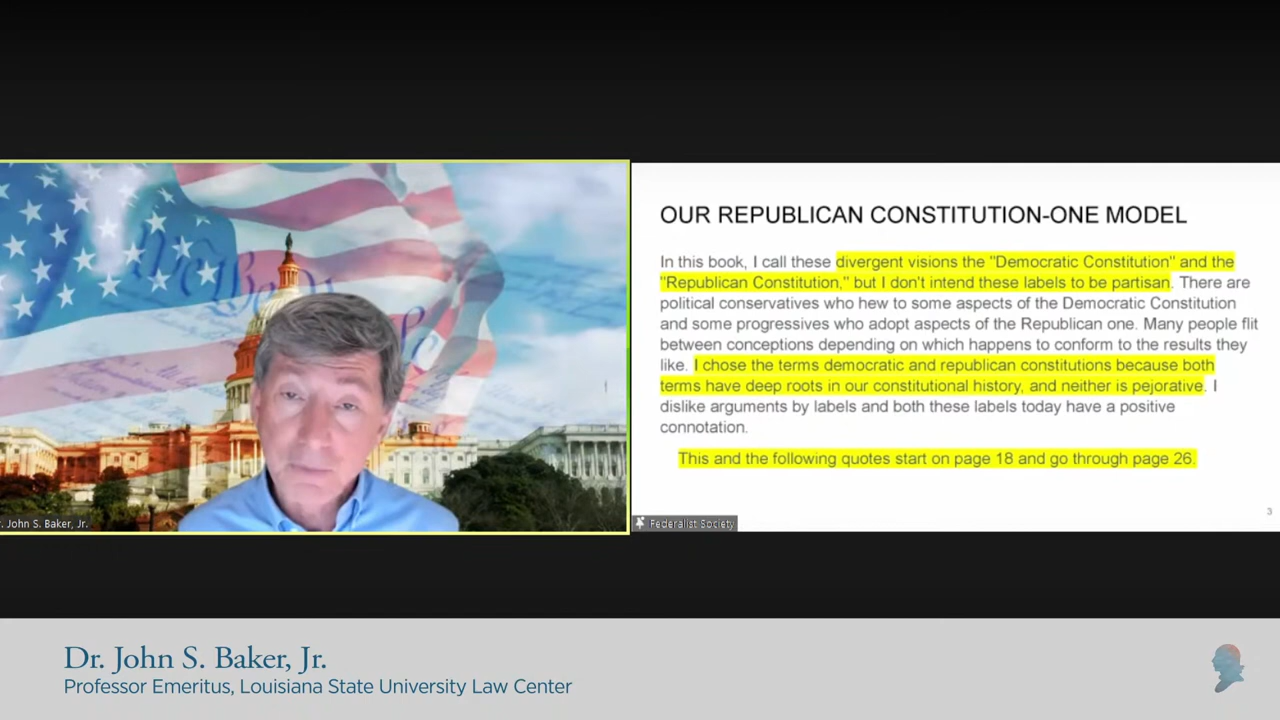 We the
OUR REPUBLICAN CONSTITUTION-ONE MODEL
In this book, I call these divergent visions the "Democratic Constitution" and the
"Republican Constitution," but I don't intend these labels to be partisan. There are
political conservatives who hew to some aspects of the Democratic Constitution
and some progressives who adopt aspects of the Republican one. Many people flit
between conceptions depending on which happens to conform to the results they
like. I chose the terms democratic and republican constitutions because both
terms have deep roots in our constitutional history, and neither is pejorative. I
dislike arguments by labels and both these labels today have a positive
connotation.
This and the following quotes start on page 18 and go through page 26.
3
r. John S. Baker, Jr.
Federalist Society
Dr. John S. Baker, Jr.
Professor Emeritus, Louisiana State University Law Center